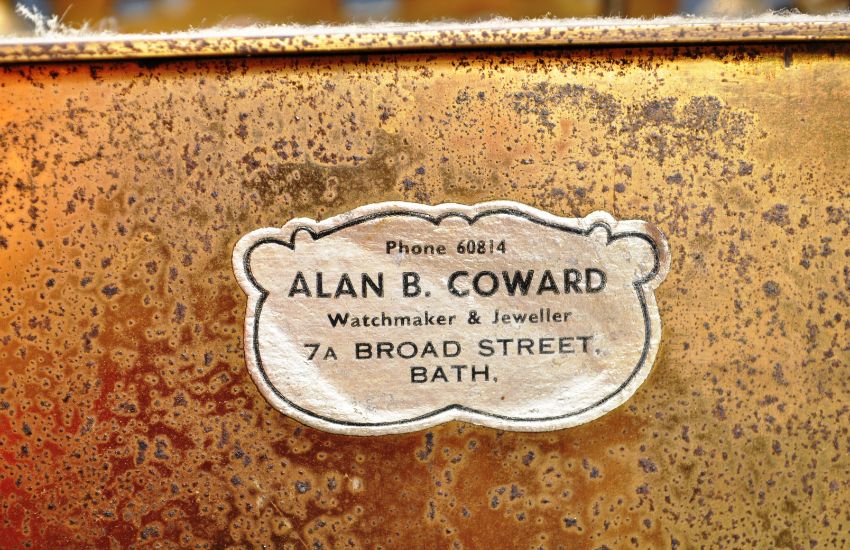 Phone 60814
ALAN B. COWARD
Watchmaker & Jeweller
7A BROAD STREET,
BATH,